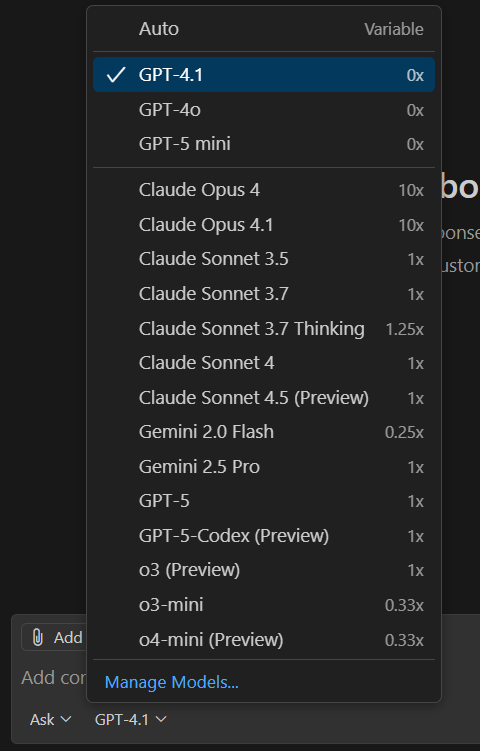 Auto Variable
GPT-4.1 0x
GPT-4o 0x
GPT-5 mini 0x
Claude Opus 4 10x
Claude Opus 4.1 10x
Claude Sonnet 3.5 1x
Claude Sonnet 3.7 1x
Claude Sonnet 3.7 Thinking 1.25x
Claude Sonnet 4 1x
Claude Sonnet 4.5 (Preview) 1x
Gemini 2.0 Flash 0.25x
Gemini 2.5 Pro 1x
GPT-5 1x
GPT-5-Codex (Preview) 1x
o3 (Preview) 1x
o3-mini 0.33x
o4-mini (Preview) 0.33x
Manage Models...
Add
Add
Ask GPT-4.1